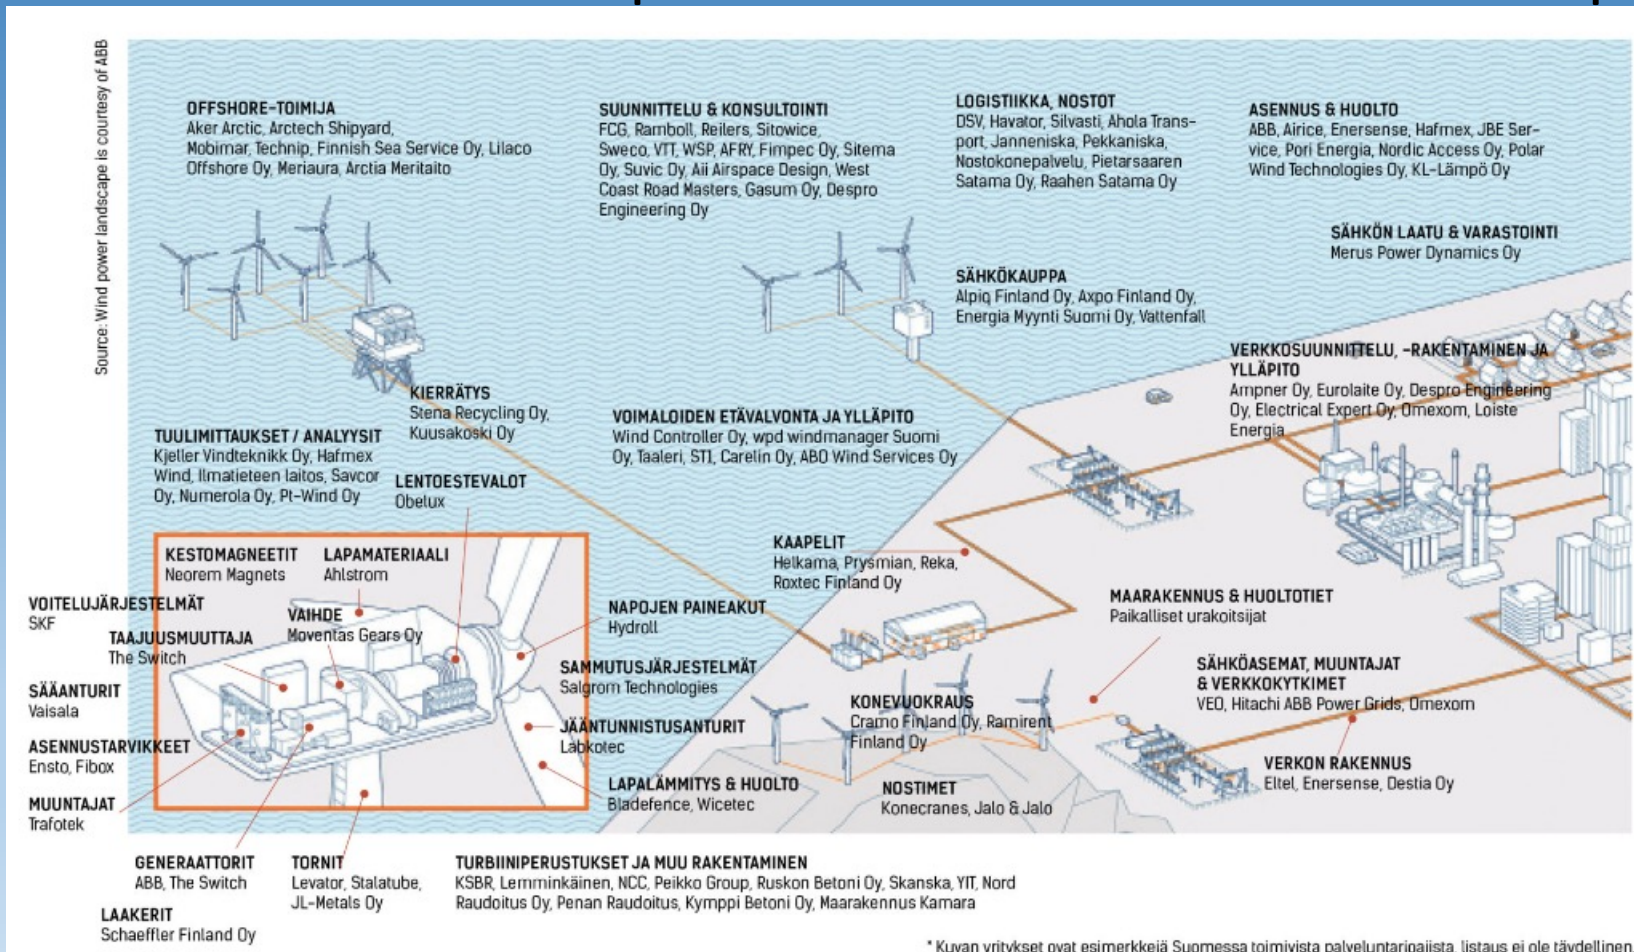 Source: Wind power landscape is courtesy of ABB
OFFSHORE-TOIMIJA
Aker Arctic, Arctech Shipyard,
Mobimar, Technip, Finnish Sea Service Oy, Lilaco
Offshore Oy, Meriaura, Arctia Meritaito
SUUNNITTELU & KONSULTOINTI
FCG, Ramboll, Reilers, Sitowice,
Sweco, VTT, WSP, AFRY, Fimpec Oy, Sitema
Oy, Suvic Oy, Aii Airspace Design, West
Coast Road Masters, Gasum Oy, Despro
Engineering Oy
LOGISTIIKKA, NOSTOT
DSV, Havator, Silvasti, Ahola Trans-
port, Janneniska, Pekkaniska,
Nostokonepalvelu, Pietarsaaren
Satama Oy, Raahen Satama Oy
ASENNUS & HUOLTO
ABB, Airice, Enersense, Hafmex, JBE Ser-
vice, Pori Energia, Nordic Access Oy, Polar
Wind Technologies Oy, KL-Lämpö Oy
SÄHKÖN LAATU & VARASTOINTI
Merus Power Dynamics Oy
SÄHKÖKAUPPA
Alpiq Finland Oy, Axpo Finland Oy,
Energia Myynti Suomi Oy, Vattenfall
VERKKOSUUNNITTELU, -RAKENTAMINEN JA
YLLÄPITO
Ampner Oy, Eurolaite Oy, Despro Engineering
Oy, Electrical Expert Oy, Omexom, Loiste
Energia
KIERRÄTYS
Stena Recycling Oy,
Kuusakoski Oy
VOIMALOIDEN ETÄVALVONTA JA YLLÄPITO
Wind Controller Oy, wpd windmanager Suomi
Oy, Taaleri, ST1, Carelin Oy, ABO Wind Services Oy
TUULIMITTAUKSET / ANALYYSIT
Kjeller Vindteknikk Oy, Hafmex
Wind, Ilmatieteen laitos, Savcor
Oy, Numerola Oy, Pt-Wind Oy
LENTOESTEVALOT
Obelux
KESTOMAGNEETIT
Neorem Magnets
LAPAMATERIAALI
Ahlstrom
KAAPELIT
Helkama, Prysmian, Reka,
Roxtec Finland Oy
VOITELUJÄRJESTELMÄT
SKF
VAIHDE
Moventas Gears Oy
NAPOJEN PAINEAKUT
Hydroll
MAARAKENNUS & HUOLTOTIET
Paikalliset urakoitsijat
TAAJUUSMUUTTAJA
The Switch
SAMMUTUSJÄRJESTELMÄT
Salgrom Technologies
SÄHKÖASEMAT, MUUNTAJAT
& VERKKOKYTKIMET
VEO, Hitachi ABB Power Grids, Omexom
SÄÄANTURIT
Vaisala
KONEVUOKRAUS
Cramo Finland Oy, Ramirent
Finland Oy
JÄÄNTUNNISTUSANTURIT
Labkotec
ASENNUSTARVIKKEET
Ensto, Fibox
VERKON RAKENNUS
Eltel, Enersense, Destia Oy
LAPALÄMMITYS & HUOLTO
Bladefence, Wicetec
NOSTIMET
Konecranes, Jalo & Jalo
MUUNTAJAT
Trafotek
GENERAATTORIT
ABB, The Switch
TORNIT
Levator, Stalatube,
JL-Metals Oy
TURBIINIPERUSTUKSET JA MUU RAKENTAMINEN
KSBR, Lemminkäinen, NCC, Peikko Group, Ruskon Betoni Oy, Skanska, YIT, Nord
Raudoitus Oy, Penan Raudoitus, Kymppi Betoni Oy, Maarakennus Kamara
LAAKERIT
Schaeffler Finland Oy
* Kuvan yritykset ovat esimerkkejä Suomessa toimivista palveluntarjoajista, listaus ei ole täydellinen.